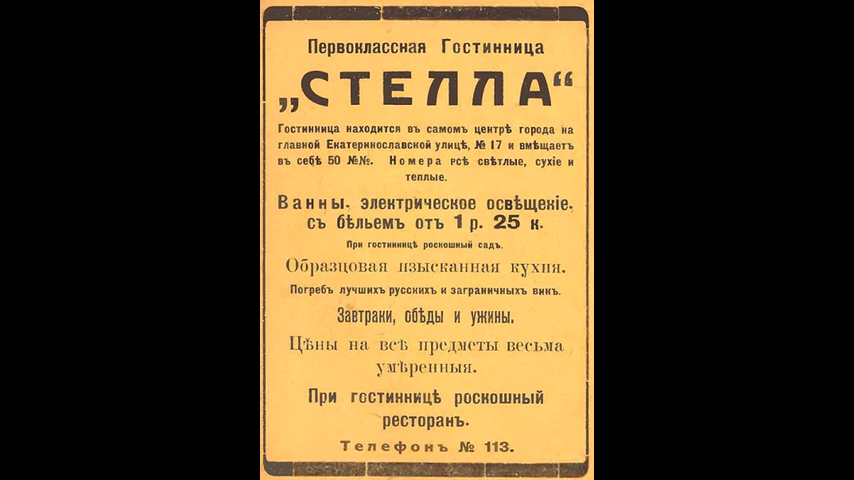 Первоклассная Гостинница
„СТЕЛЛА“
Гостинница находится въ самомъ центрѣ города на
главной Екатеринославской улицѣ, № 17 и вмѣщаетъ
въ себѣ 50 №№. Номера всѣ свѣтлые, сухіе и
теплые.
Ванны. электрическое освѣщеніе.
съ бѣльемъ отъ 1 р. 25 к.
При гостинницѣ роскошный садъ.
Образцовая изысканная кухня.
Погребъ лучшихъ русскихъ и заграничныхъ винъ.
Завтраки, обѣды и ужины.
Цѣны на всѣ предметы весьма
умѣренныя.
При гостинницѣ роскошный
ресторанъ.
Телефонъ № 113.